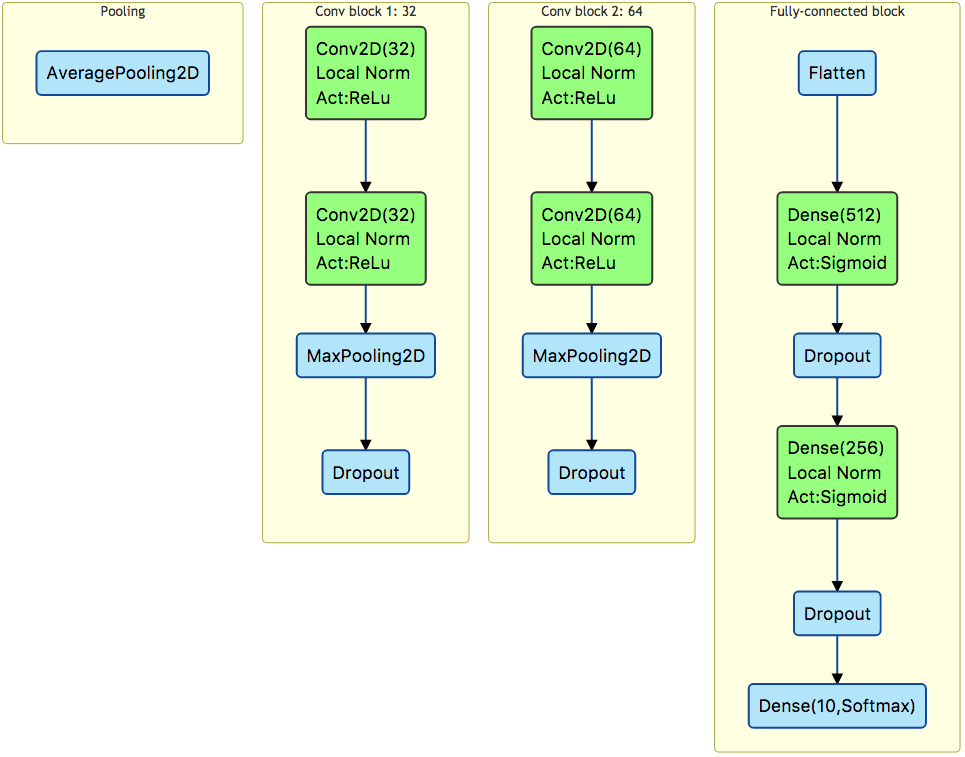 Pooling
AveragePooling2D
Conv block 1: 32
Conv2D(32)
Local Norm
Act:ReLu
Conv2D(32)
Local Norm
Act:ReLu
MaxPooling2D
Dropout
Conv block 2: 64
Conv2D(64)
Local Norm
Act:ReLu
Conv2D(64)
Local Norm
Act:ReLu
MaxPooling2D
Dropout
Fully-connected block
Flatten
Dense(512)
Local Norm
Act:Sigmoid
Dropout
Dense(256)
Local Norm
Act:Sigmoid
Dropout
Dense(10,Softmax)